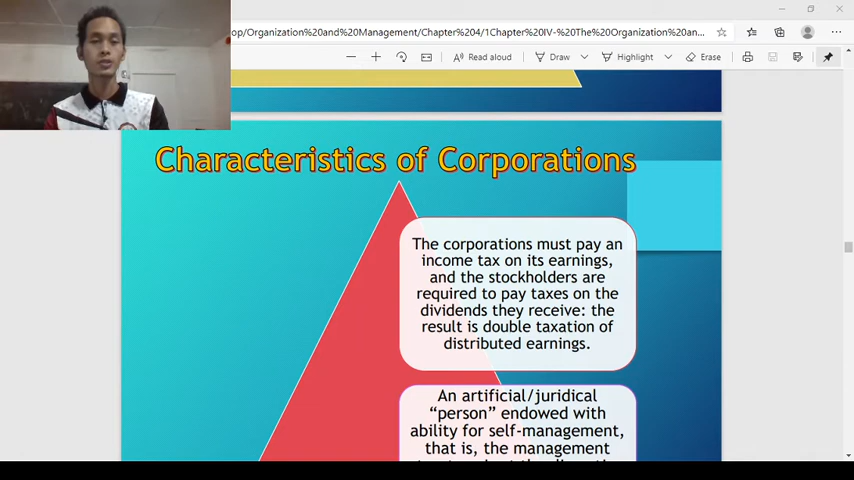 op/Organization%20and%20Management/Chapter%204/1Chapter%20IV-%20The%20Organization%20an...
Read aloud
Draw
Highlight
Erase
Characteristics of Corporations
The corporations must pay an
income tax on its earnings,
and the stockholders are
required to pay taxes on the
dividends they receive: the
result is double taxation of
distributed earnings.
An artificial/juridical
“person” endowed with
ability for self-management,
that is, the management